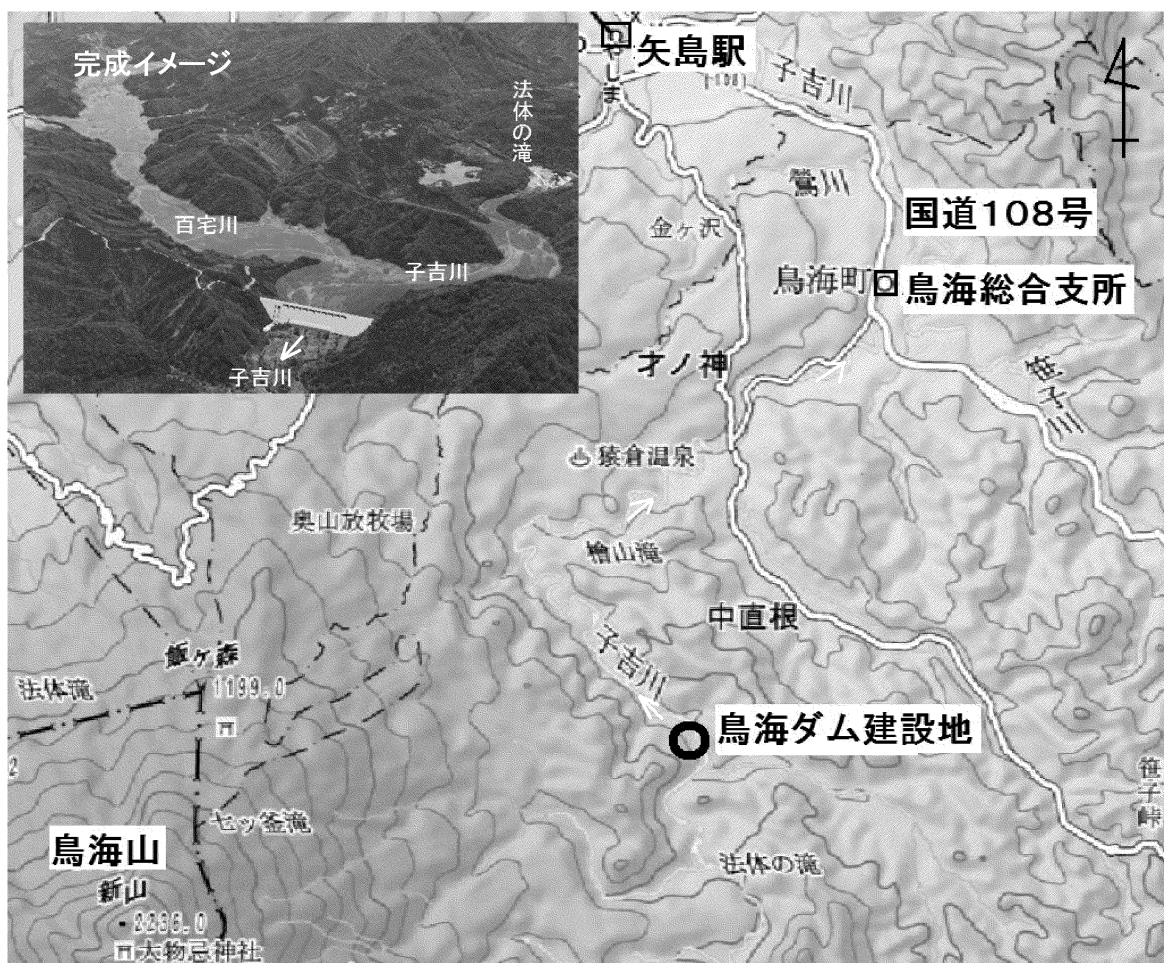 完成イメージ
法体の滝
百宅川
子吉川
子吉川
やしま
矢島駅
子吉川
鶯川
国道108号
金ヶ沢
鳥海町
鳥海総合支所
才ノ神
笹子川
猿倉温泉
奥山放牧場
檜山滝
中直根
子吉川
飯ヶ森
1199.0
法体滝
鳥海ダム建設地
笹子峠
七ッ釜滝
鳥海山
新山
2236.0
大物忌神社
法体の滝